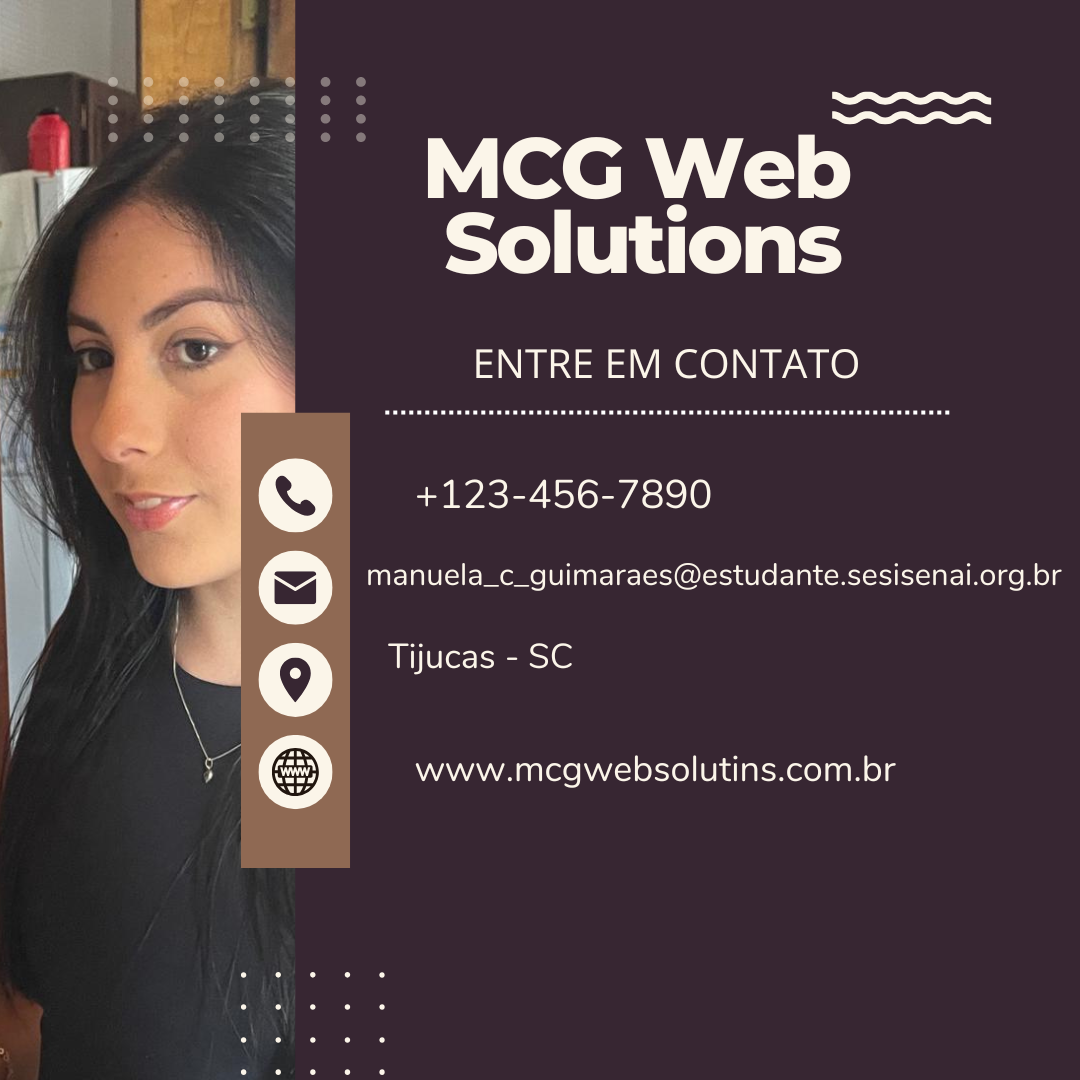 MCG Web
Solutions
ENTRE EM CONTATO
+123-456-7890
manuela_c_guimaraes@estudante.sesisenai.org.br
Tijucas - SC
WWW
www.mcgwebsolutins.com.br